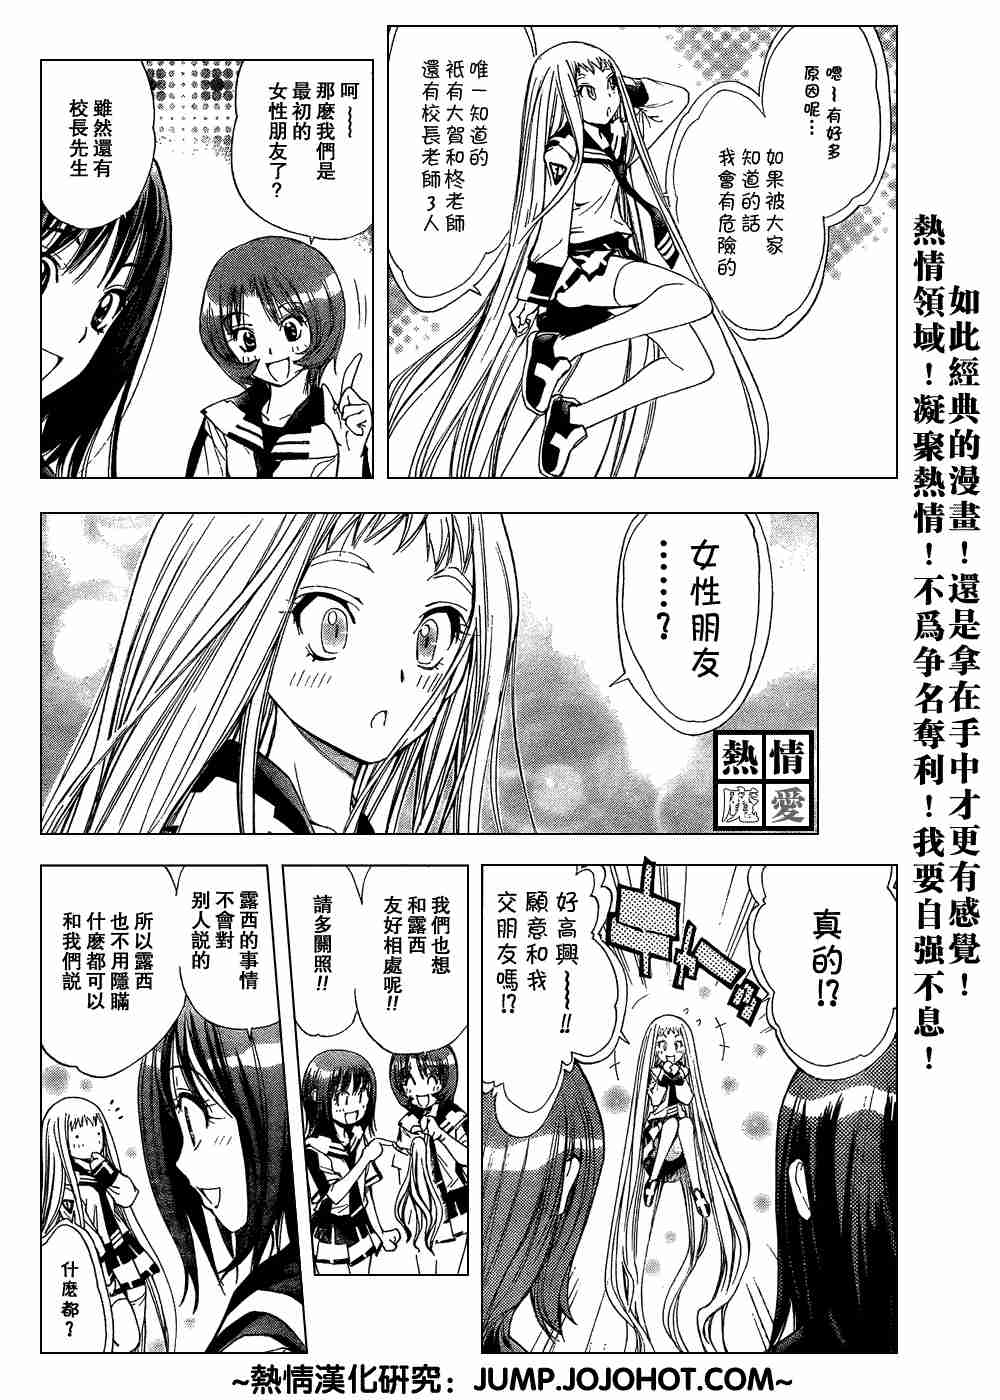 嗯~有好多
原因呢…
如果被大家
知道的話
我會有危險的
唯一知道的
祇有大賀和柊老師
還有校長老師3人
呵~~
那麼我們是
最初的
女性朋友了?
雖然還有
校長先生
女性朋友
……?
熱情
魔愛
真的!?
好高興~~!!
願意和我
交朋友嗎!?
我們也想
和露西
友好相處呢!!
請多關照!!
露西的事情
不會對
别人説的
所以露西
也不用隱瞞
什麼都可以
和我們説
什麼都?
如此經典的漫畫！還是拿在手中才更有感覺！
熱情領域！凝聚熱情！不爲争名奪利！我要自强不息！
~熱情漢化研究：JUMP.JOJOHOT.COM~